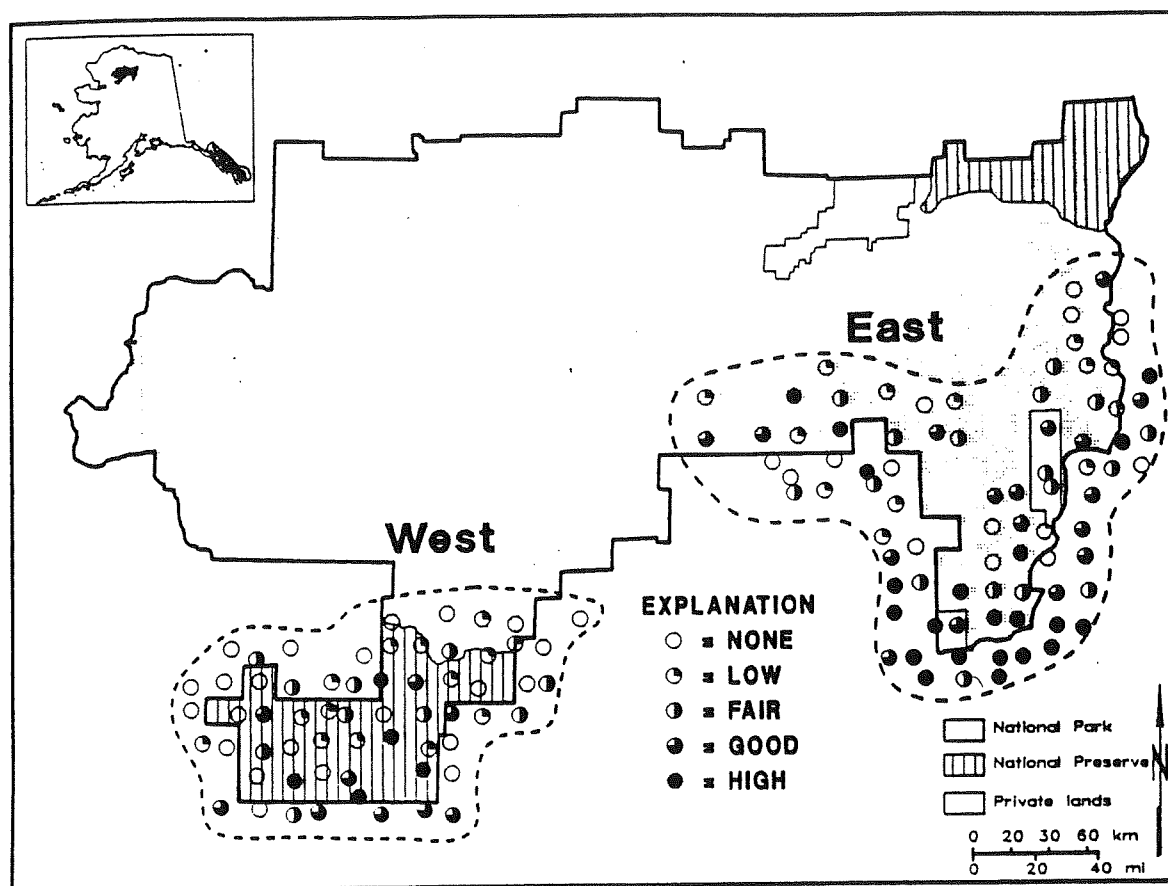 East
West
EXPLANATION
○ = NONE
◔ = LOW
◑ = FAIR
◕ = GOOD
● = HIGH
National Park
National Preserve
Private lands
N
0 20 30 60 km
0 20 40 mi